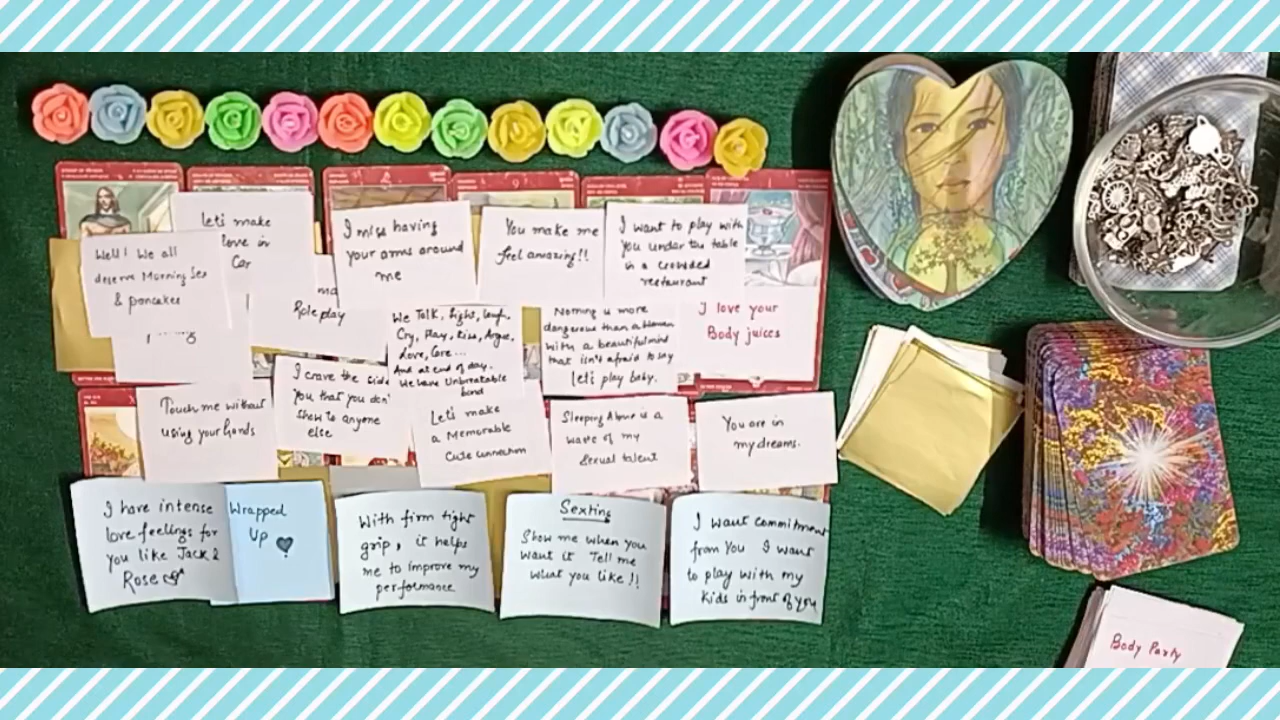 Well! We all
deserve Morning Sex
& pancakes
Let's make
love in
Car
Role play
I miss having
your arms around
me
You make me
feel amazing!!
I want to play with
You under the table
in a crowded
restaurant
We Talk, Fight, Laugh,
Cry, Play, Kiss, Argue,
Love, Care...
And at end of day.
We have Unbreakable
bond
Nothing is more
dangerous than a Woman
with a beautiful mind
that isn't afraid to say
let's play baby.
I love your
Body juices
Touch me without
using your hands
I crave the side
You that you don'
show to anyone
else
Let's make
a Memorable
Cute connection
Sleeping Alone is a
waste of my
Sexual talent
You are in
my dreams.
I have intense
love feelings for
you like Jack &
Rose
Wrapped
Up
With firm tight
grip, it helps
me to improve my
performance
Sexting
Show me when you
want it Tell me
what you like!!
I want commitment
from You I want
to play with my
kids in front of you
Body Party